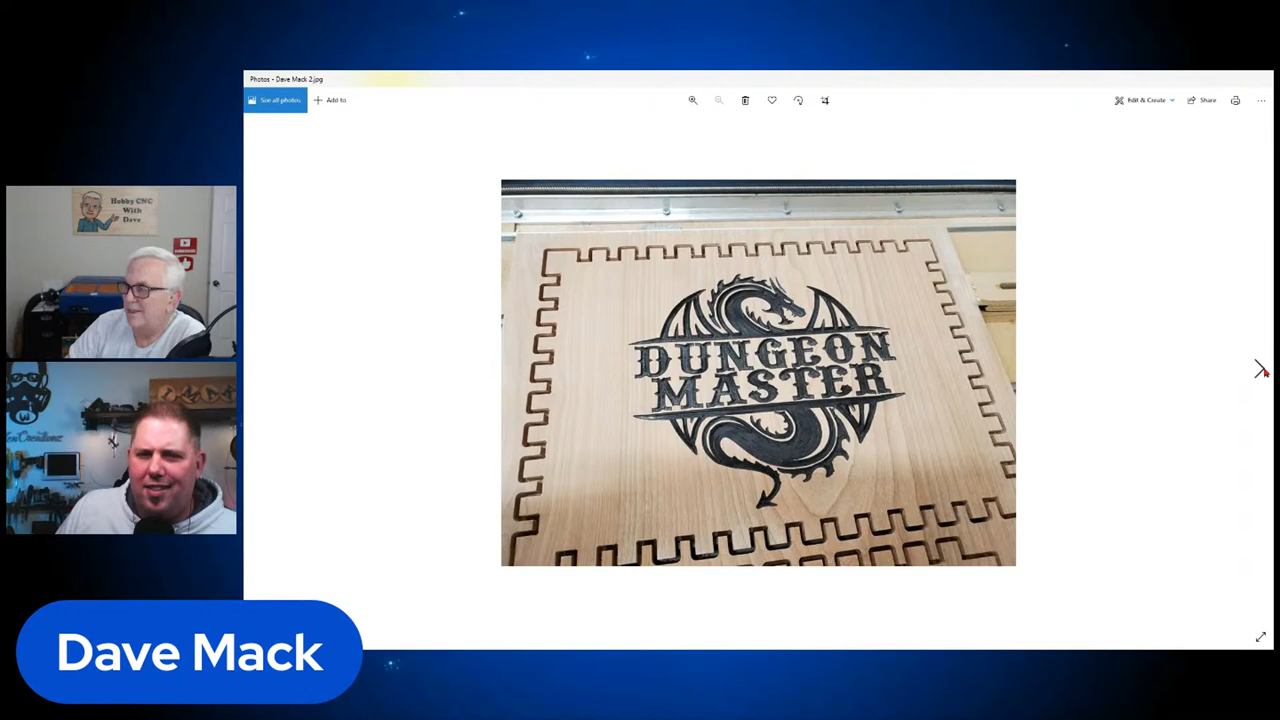 Photos - Dave Mack 2.jpg
See all photos
Add to
Edit & Create
Share
Hobby CNC
With
Dave
DUNGEON
MASTER
Dave Mack